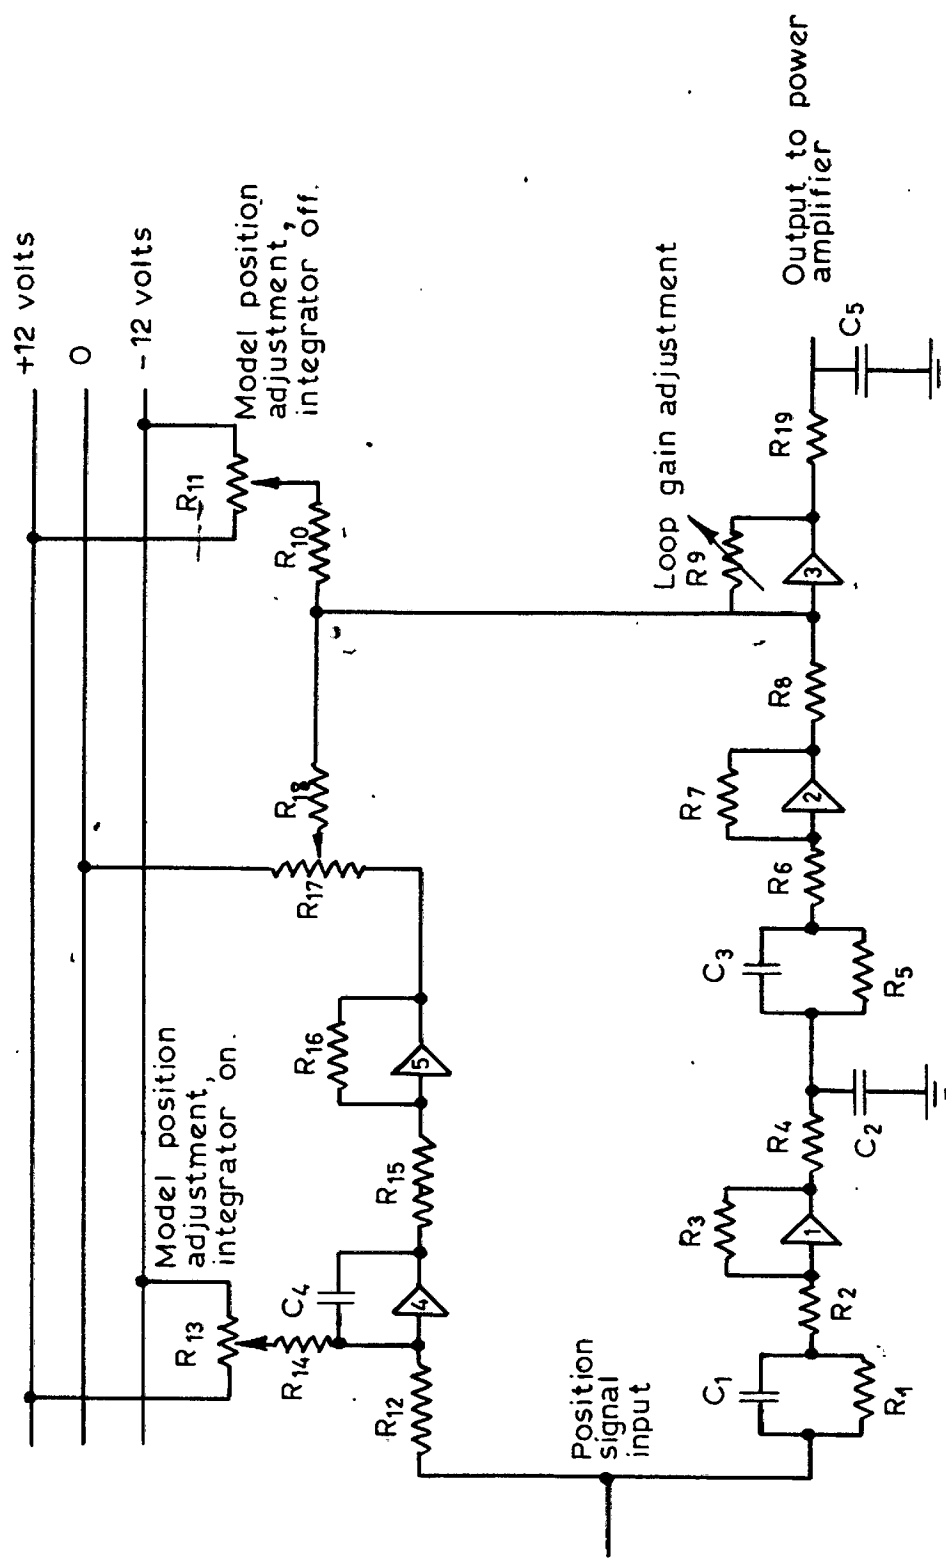 +12 volts
0
-12 volts
Model position
adjustment,
integrator on.
Model position
adjustment,
integrator off.
R13
R14
C4
R12
4
R15
R16
5
R17
R18
R10
R11
Position
signal
input
C1
R1
R2
R3
1
R4
C2
C3
R5
R6
R7
2
R8
Loop gain adjustment
R9
3
R19
C5
Output to power
amplifier